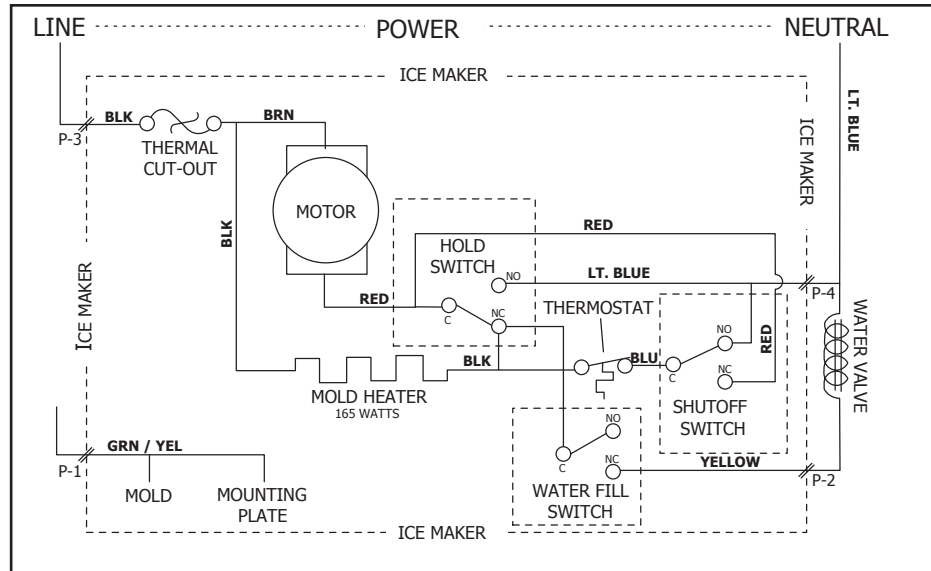 LINE POWER NEUTRAL
ICE MAKER
BLK BRN
P-3
THERMAL
CUT-OUT
LT. BLUE
ICE MAKER
MOTOR
BLK
RED
HOLD
SWITCH
NO
LT. BLUE
P-4
RED C NC
THERMOSTAT
ICE MAKER
NO
RED
WATER VALVE
BLK
BLU
C
NC
MOLD HEATER
165 WATTS
SHUTOFF
SWITCH
NO
GRN / YEL
C NC
YELLOW
P-1
P-2
MOLD
MOUNTING
PLATE
WATER FILL
SWITCH
ICE MAKER